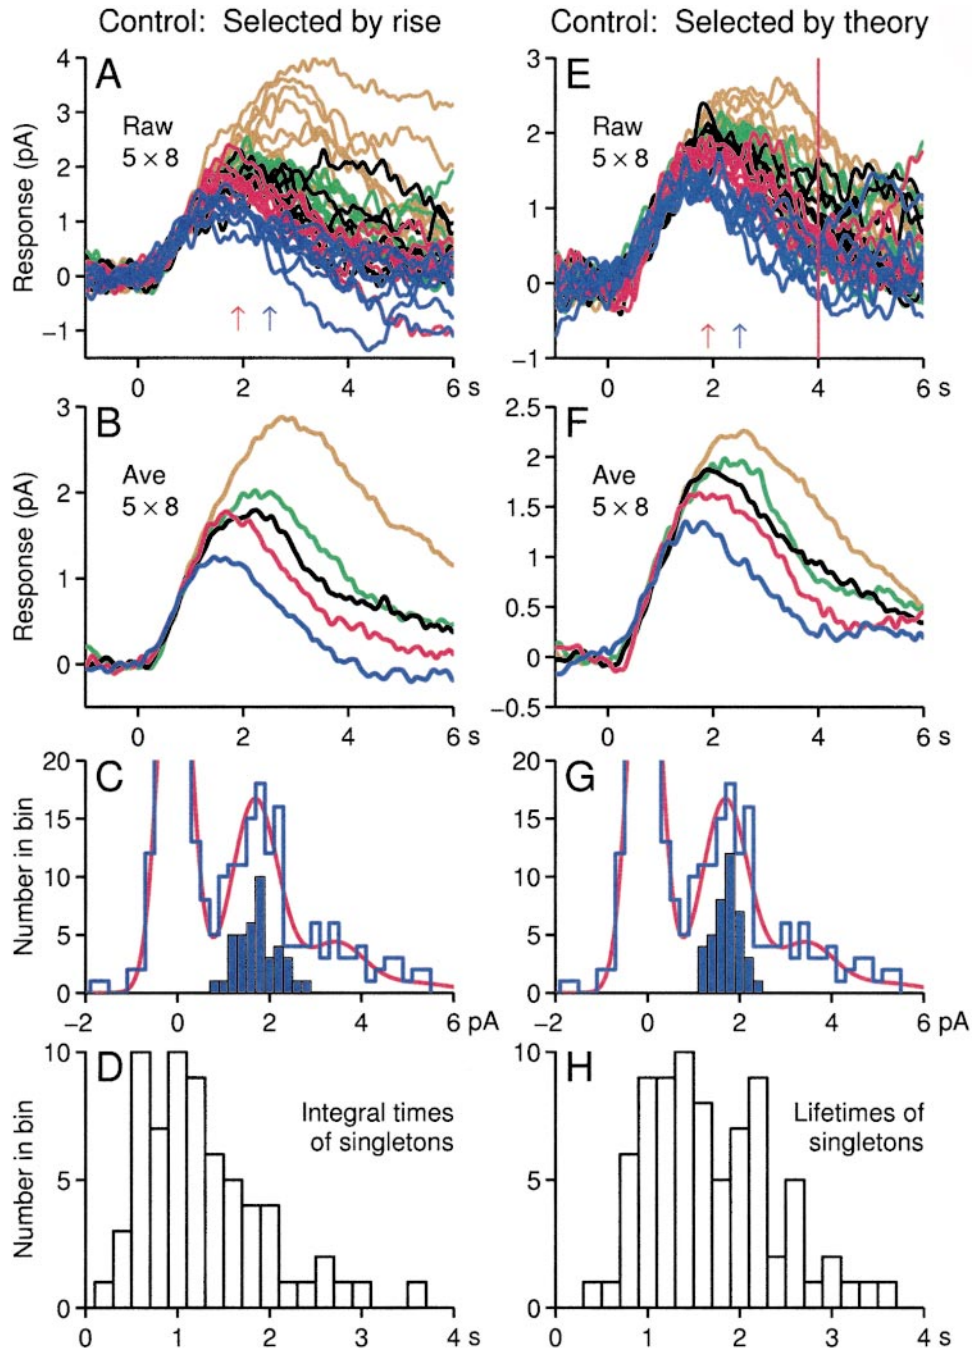 Control: Selected by rise
Control: Selected by theory
A
Raw
5 × 8
Response (pA)
4
3
2
1
0
−1
0 2 4 6 s
E
Raw
5 × 8
3
2
1
0
−1
0 2 4 6 s
B
Ave
5 × 8
Response (pA)
3
2
1
0
0 2 4 6 s
F
Ave
5 × 8
2.5
2
1.5
1
0.5
0
−0.5
0 2 4 6 s
C
Number in bin
20
15
10
5
0
−2 0 2 4 6 pA
G
20
15
10
5
0
−2 0 2 4 6 pA
D
Integral times
of singletons
Number in bin
10
5
0
0 1 2 3 4 s
H
Lifetimes of
singletons
10
5
0
0 1 2 3 4 s